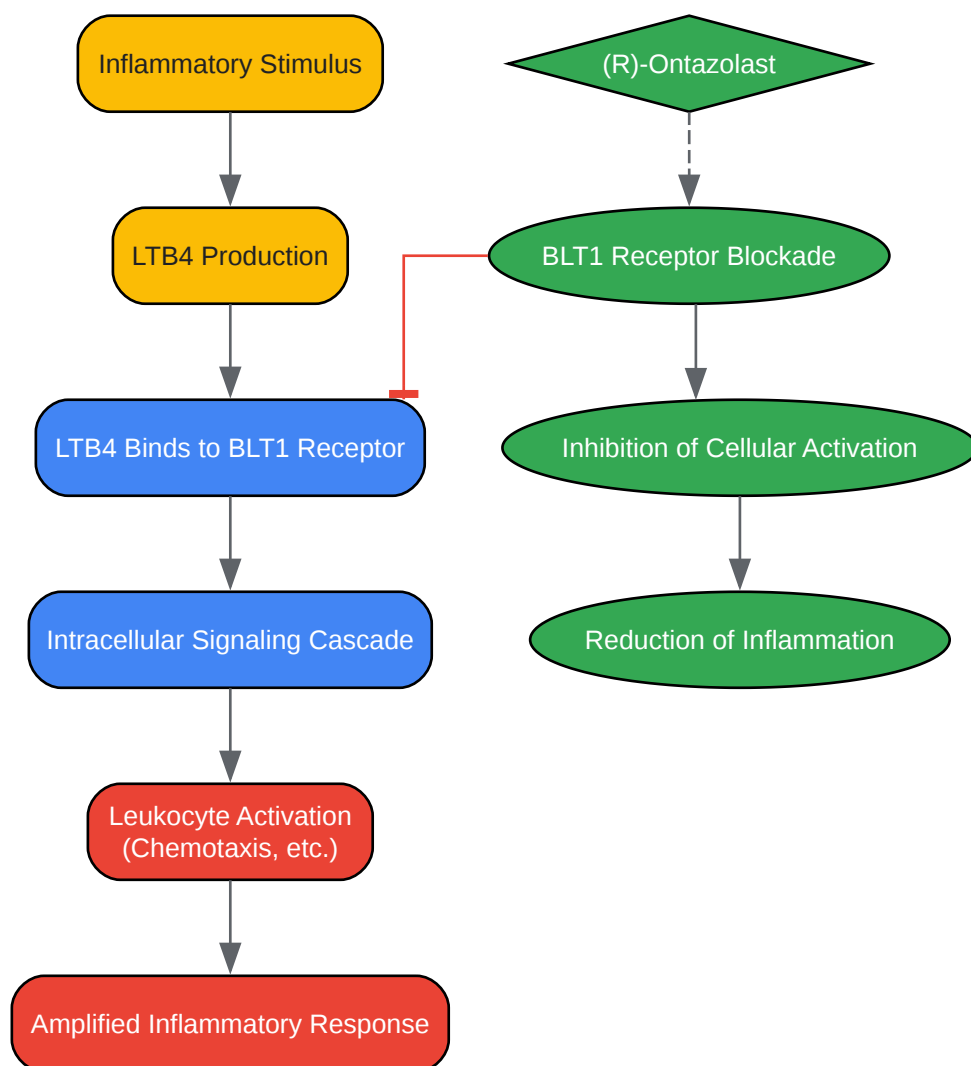 Inflammatory Stimulus
(R)-Ontazolast
LTB4 Production
BLT1 Receptor Blockade
LTB4 Binds to BLT1 Receptor
Inhibition of Cellular Activation
Intracellular Signaling Cascade
Reduction of Inflammation
Leukocyte Activation
(Chemotaxis, etc.)
Amplified Inflammatory Response